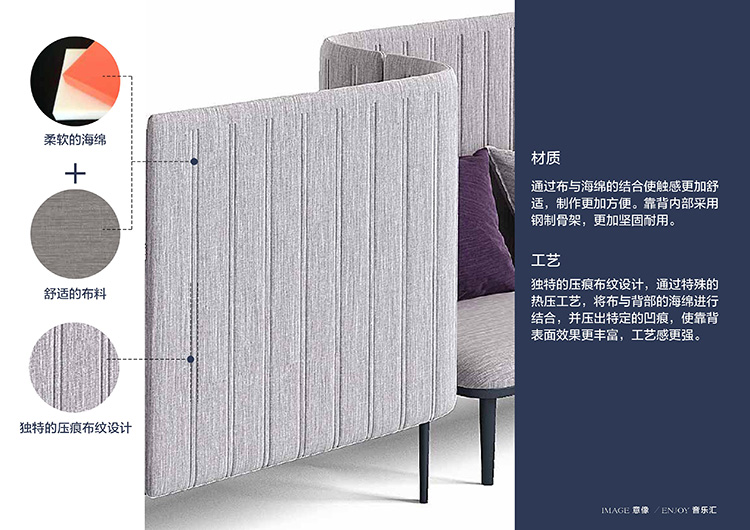 柔软的海绵
+
舒适的布料
独特的压痕布纹设计
材质
通过布与海绵的结合使触感更加舒
适，制作更加方便。靠背内部采用
钢制骨架，更加坚固耐用。
工艺
独特的压痕布纹设计，通过特殊的
热压工艺，将布与背部的海绵进行
结合，并压出特定的凹痕，使靠背
表面效果更丰富，工艺感更强。
IMAGE 意像 / ENJOY 音乐汇